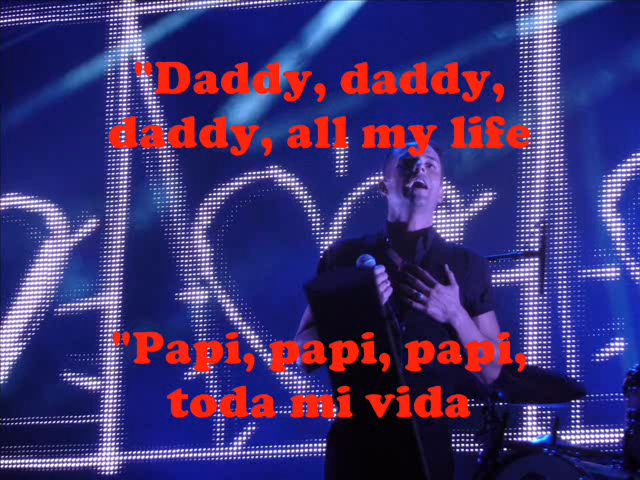 "Daddy, daddy,
daddy, all my life
"Papi, papi, papi,
toda mi vida